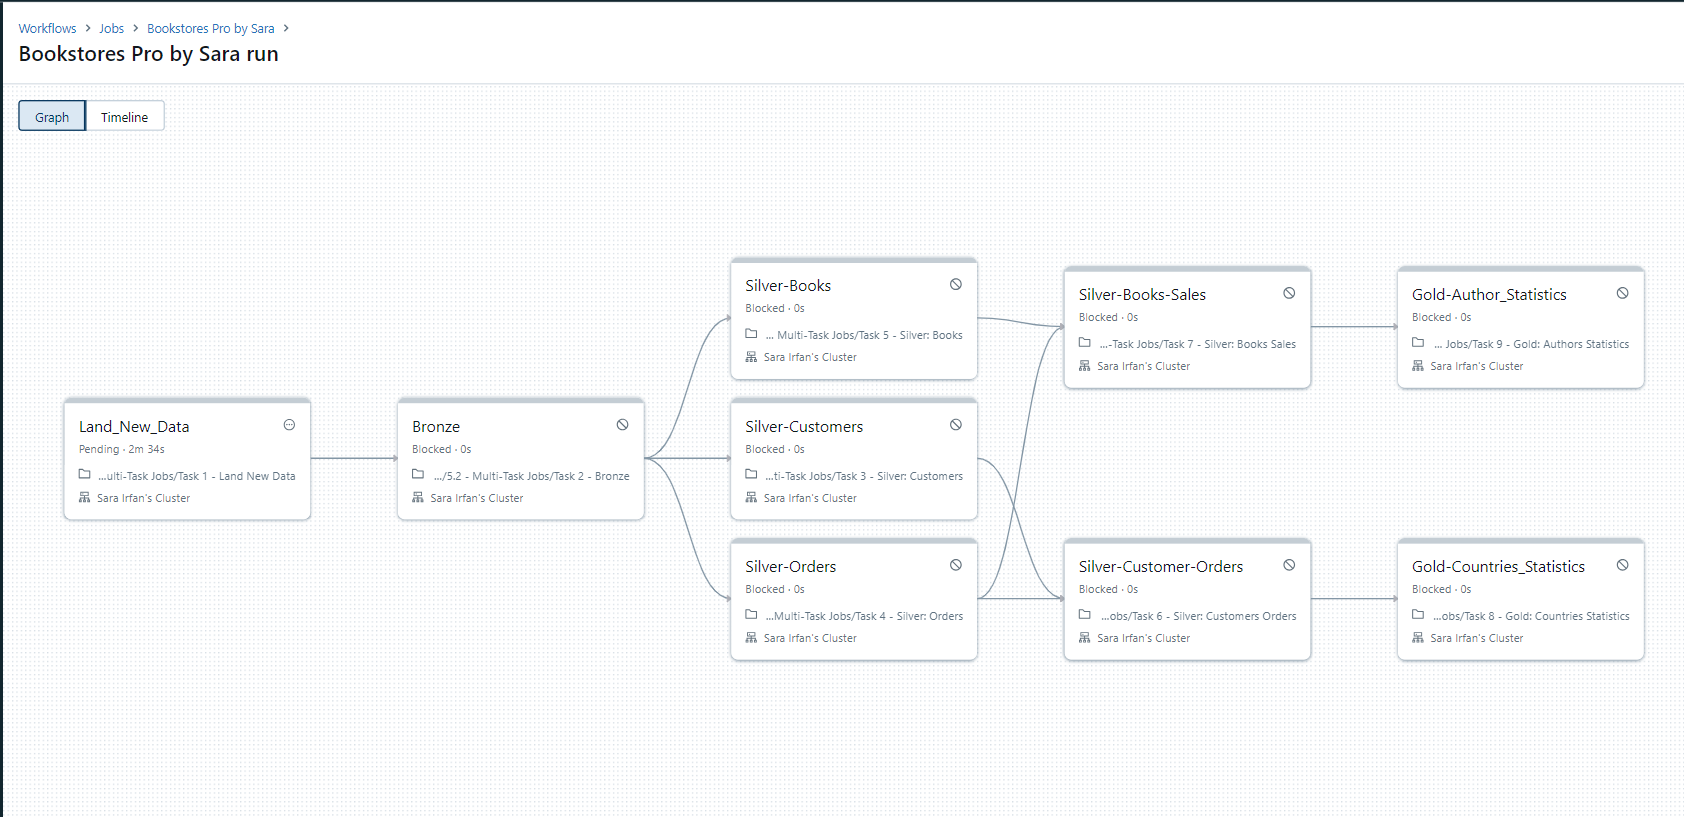 Workflows > Jobs > Bookstores Pro by Sara >
Bookstores Pro by Sara run
Graph
Timeline
Land_New_Data
Pending · 2m 34s
...ulti-Task Jobs/Task 1 - Land New Data
Sara Irfan's Cluster
Bronze
Blocked · 0s
.../5.2 - Multi-Task Jobs/Task 2 - Bronze
Sara Irfan's Cluster
Silver-Books
Blocked · 0s
... Multi-Task Jobs/Task 5 - Silver: Books
Sara Irfan's Cluster
Silver-Customers
Blocked · 0s
...ti-Task Jobs/Task 3 - Silver: Customers
Sara Irfan's Cluster
Silver-Orders
Blocked · 0s
...Multi-Task Jobs/Task 4 - Silver: Orders
Sara Irfan's Cluster
Silver-Books-Sales
Blocked · 0s
...-Task Jobs/Task 7 - Silver: Books Sales
Sara Irfan's Cluster
Silver-Customer-Orders
Blocked · 0s
...obs/Task 6 - Silver: Customers Orders
Sara Irfan's Cluster
Gold-Author_Statistics
Blocked · 0s
... Jobs/Task 9 - Gold: Authors Statistics
Sara Irfan's Cluster
Gold-Countries_Statistics
Blocked · 0s
...obs/Task 8 - Gold: Countries Statistics
Sara Irfan's Cluster